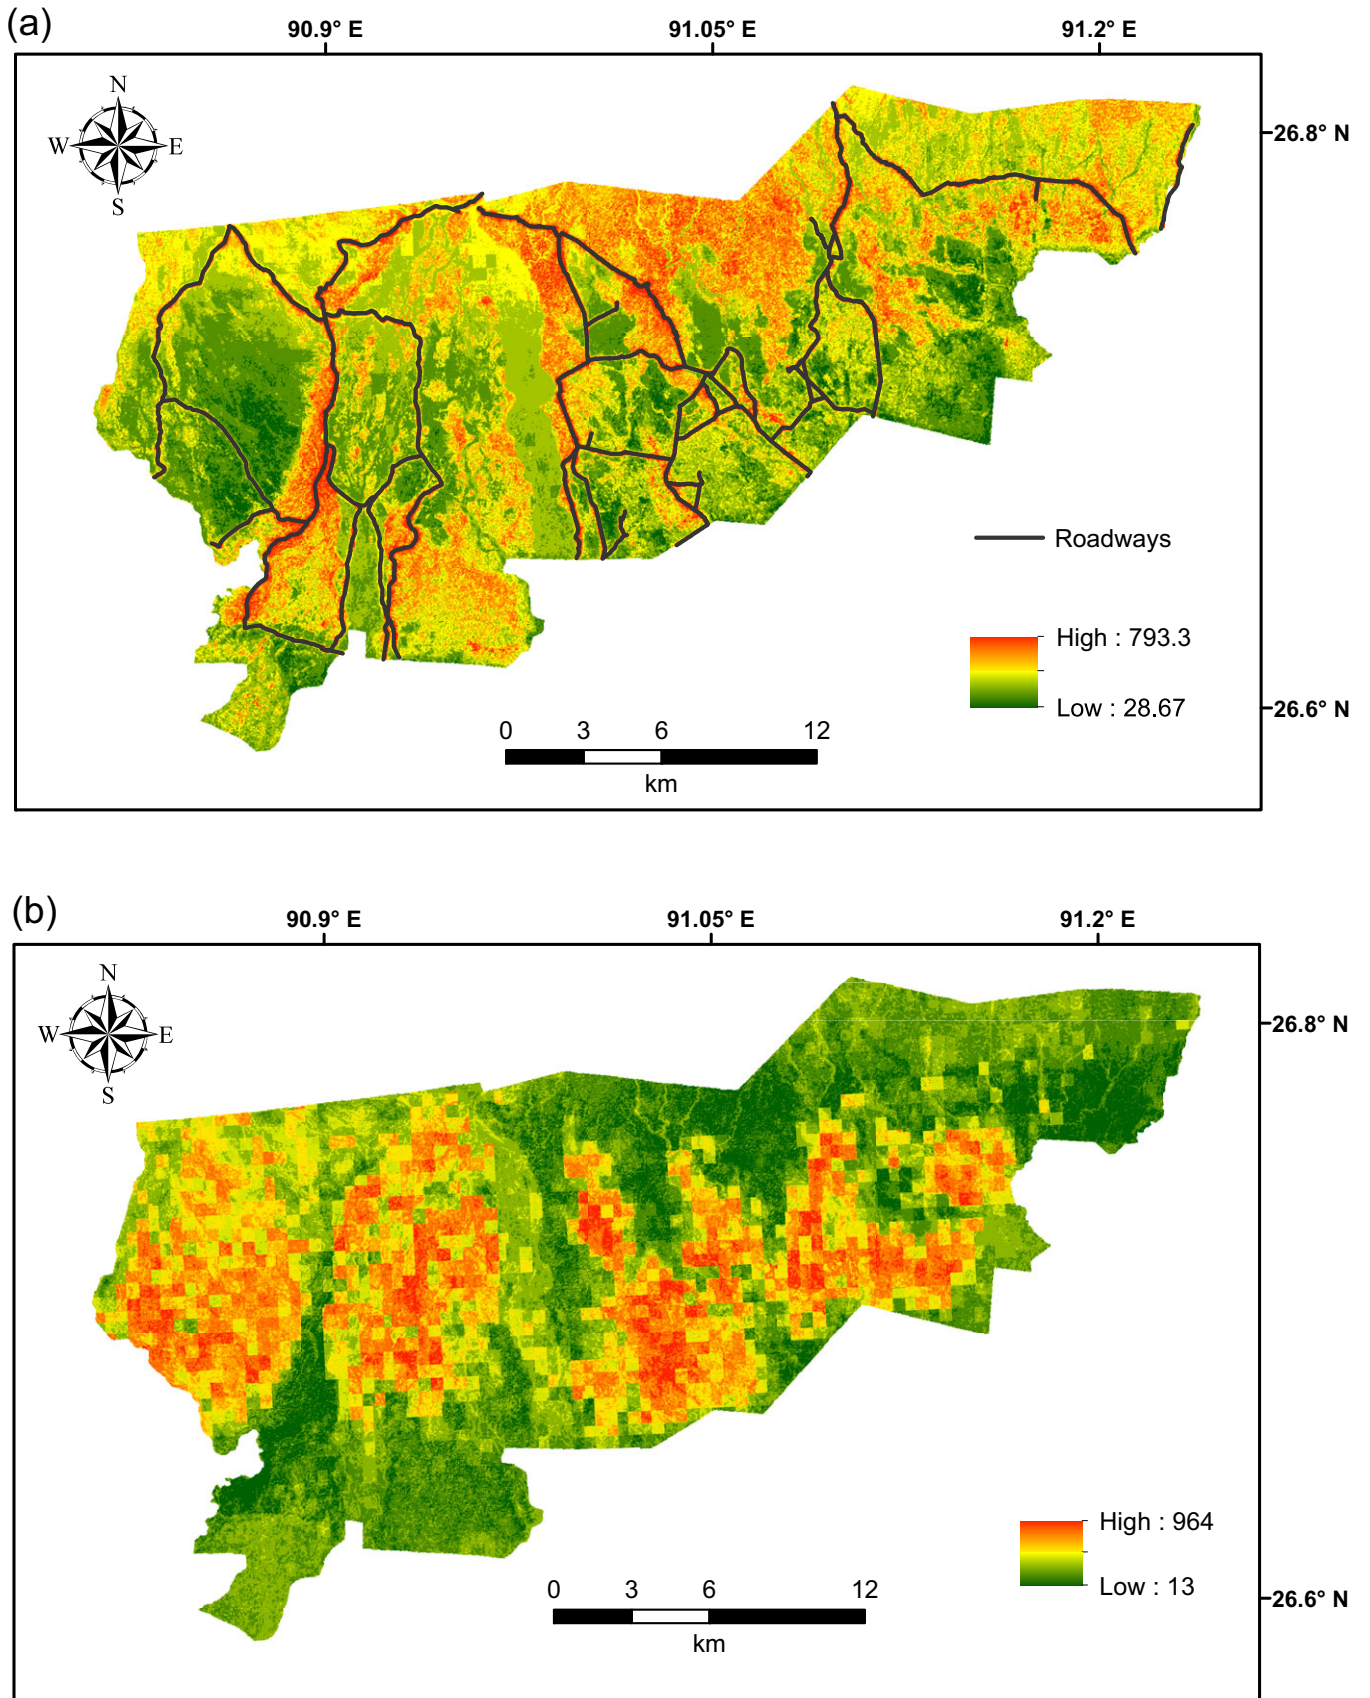 (a)
90.9° E 91.05° E 91.2° E
N
W E
S
26.8° N
Roadways
High : 793.3
Low : 28.67
26.6° N
0 3 6 12
km
(b)
90.9° E 91.05° E 91.2° E
N
W E
S
26.8° N
High : 964
Low : 13
26.6° N
0 3 6 12
km